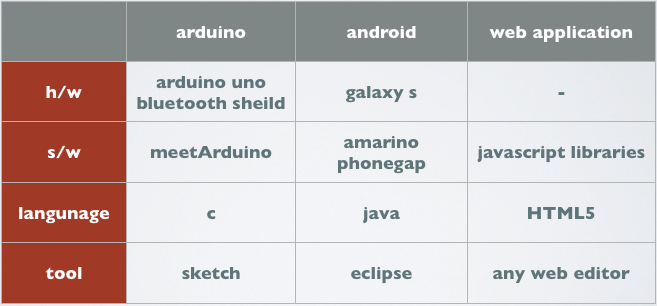 arduino android web application
h/w arduino uno bluetooth sheild galaxy s -
s/w meetArduino amarino phonegap javascript libraries
langunage c java HTML5
tool sketch eclipse any web editor